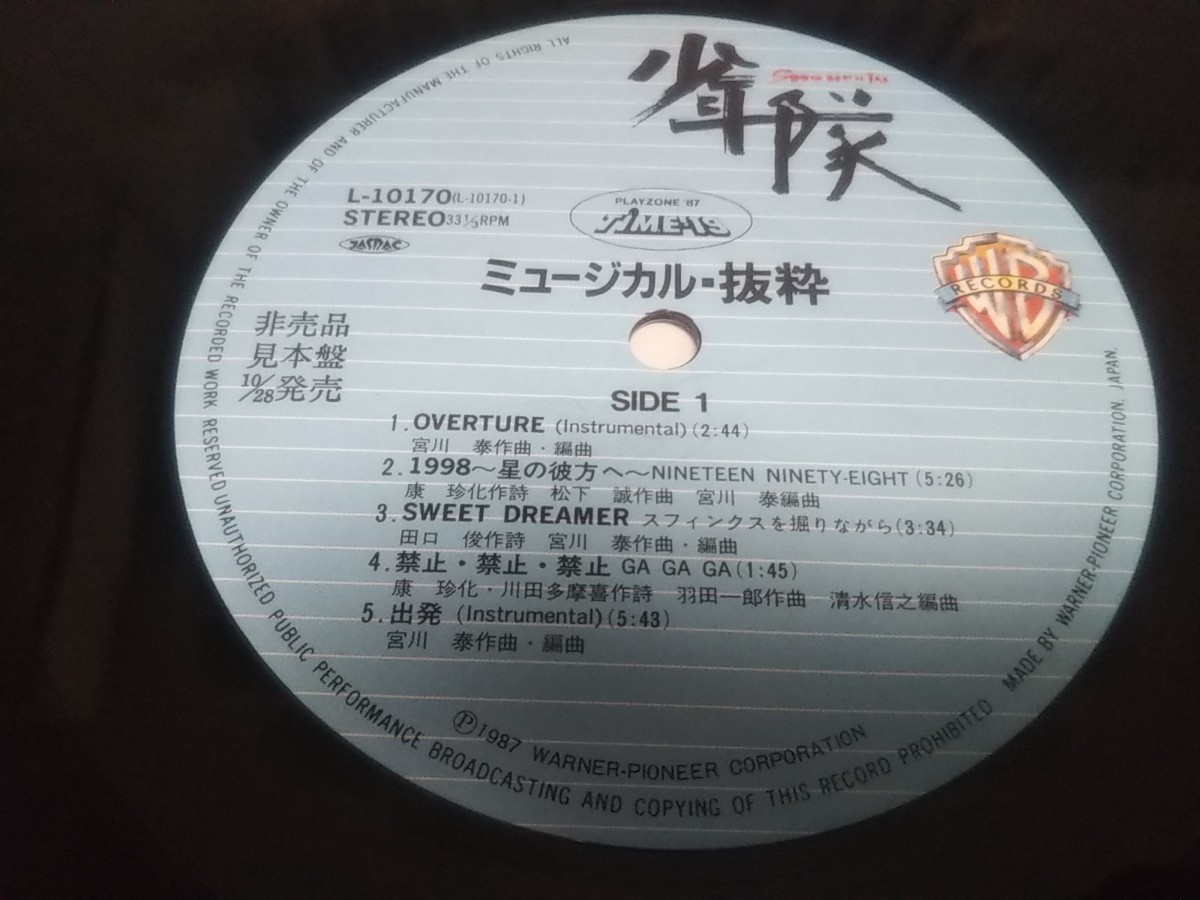 少年隊
L-10170(L-10170-1)
STEREO 33 1/3 RPM
JASRAC
PLAYZONE '87
TIME-19
ミュージカル・抜粋
WB
RECORDS
非売品
見本盤
10/28発売
SIDE 1
1.OVERTURE (Instrumental)(2:44)
宮川 泰作曲・編曲
2.1998～星の彼方へ～NINETEEN NINETY-EIGHT(5:26)
康 珍化作詩 松下 誠作曲 宮川 泰編曲
3.SWEET DREAMER スフィンクスを掘りながら(3:34)
田口 俊作詩 宮川 泰作曲・編曲
4.禁止・禁止・禁止 GA GA GA(1:45)
康 珍化・川田多摩喜作詩 羽田一郎作曲 清水信之編曲
5.出発 (Instrumental)(5:43)
宮川 泰作曲・編曲
Ⓟ1987 WARNER-PIONEER CORPORATION
ALL RIGHTS OF THE MANUFACTURER AND OF THE OWNER OF THE RECORDED WORK RESERVED UNAUTHORIZED PUBLIC PERFORMANCE BROADCASTING AND COPYING OF THIS RECORD PROHIBITED MADE BY WARNER-PIONEER CORPORATION, JAPAN.